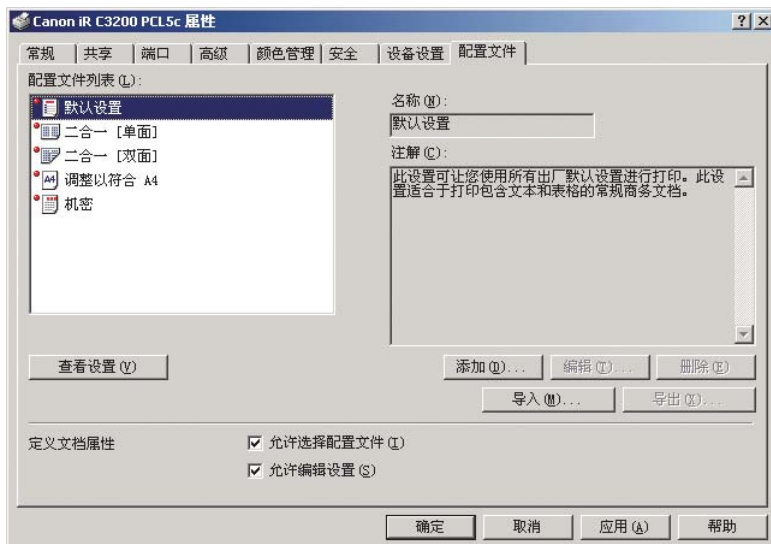 Canon iR C3200 PCL5c 属性
常规 共享 端口 高级 颜色管理 安全 设备设置 配置文件
配置文件列表(L):
默认设置
二合一 [单面]
二合一 [双面]
调整以符合 A4
机密
名称(N):
默认设置
注解(C):
此设置可让您使用所有出厂默认设置进行打印。此设
置适合于打印包含文本和表格的常规商务文档。
查看设置(V)
添加(D)... 编辑(T)... 删除(E)
导入(M)... 导出(X)...
定义文档属性
允许选择配置文件(I)
允许编辑设置(S)
确定 取消 应用(A) 帮助